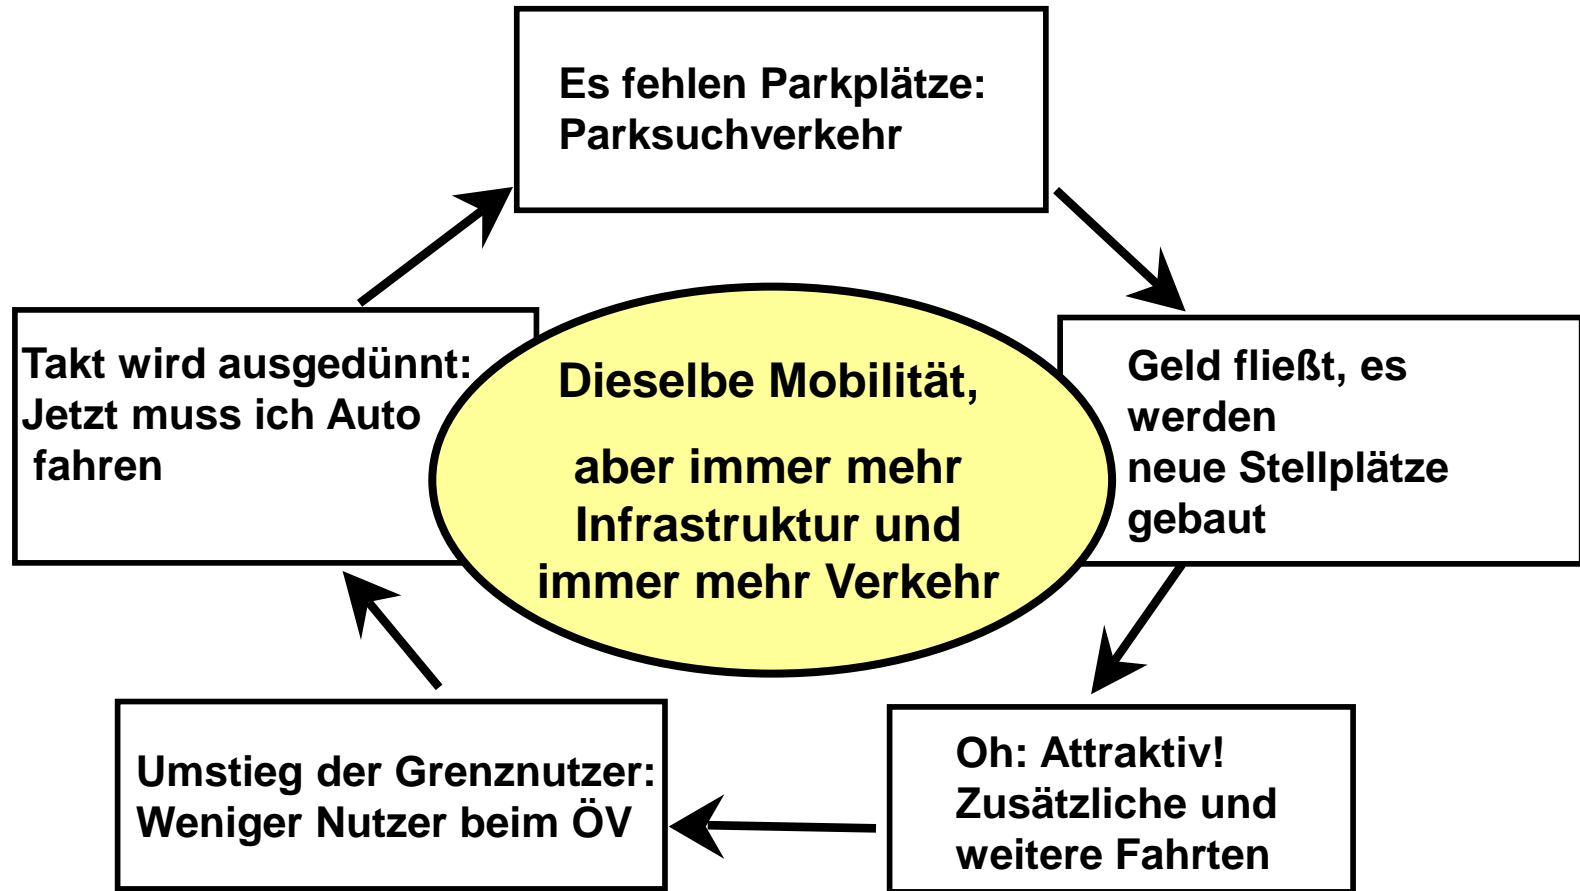 Es fehlen Parkplätze:
Parksuchverkehr
Takt wird ausgedünnt:
Jetzt muss ich Auto
fahren
Dieselbe Mobilität,
aber immer mehr
Infrastruktur und
immer mehr Verkehr
Geld fließt, es
werden
neue Stellplätze
gebaut
Umstieg der Grenznutzer:
Weniger Nutzer beim ÖV
Oh: Attraktiv!
Zusätzliche und
weitere Fahrten